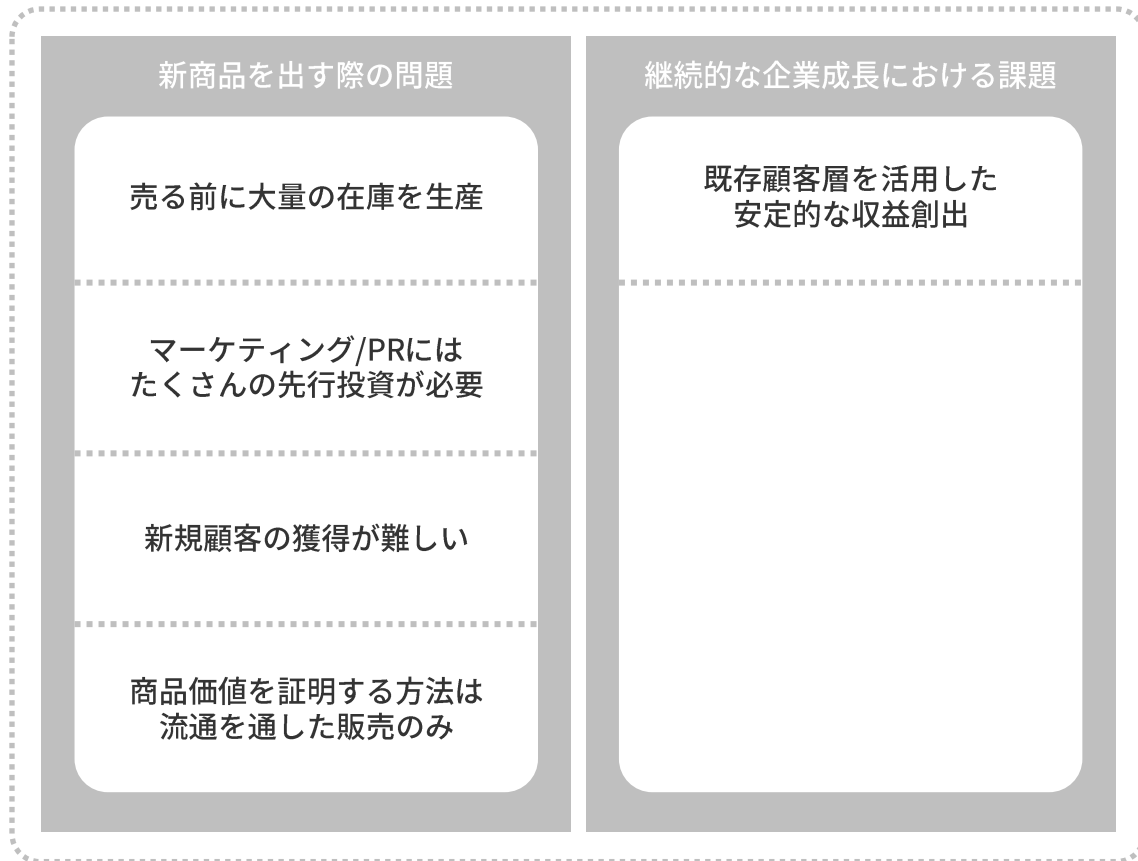 新商品を出す際の問題
売る前に大量の在庫を生産
マーケティング/PRには
たくさんの先行投資が必要
新規顧客の獲得が難しい
商品価値を証明する方法は
流通を通した販売のみ
継続的な企業成長における課題
既存顧客層を活用した
安定的な収益創出